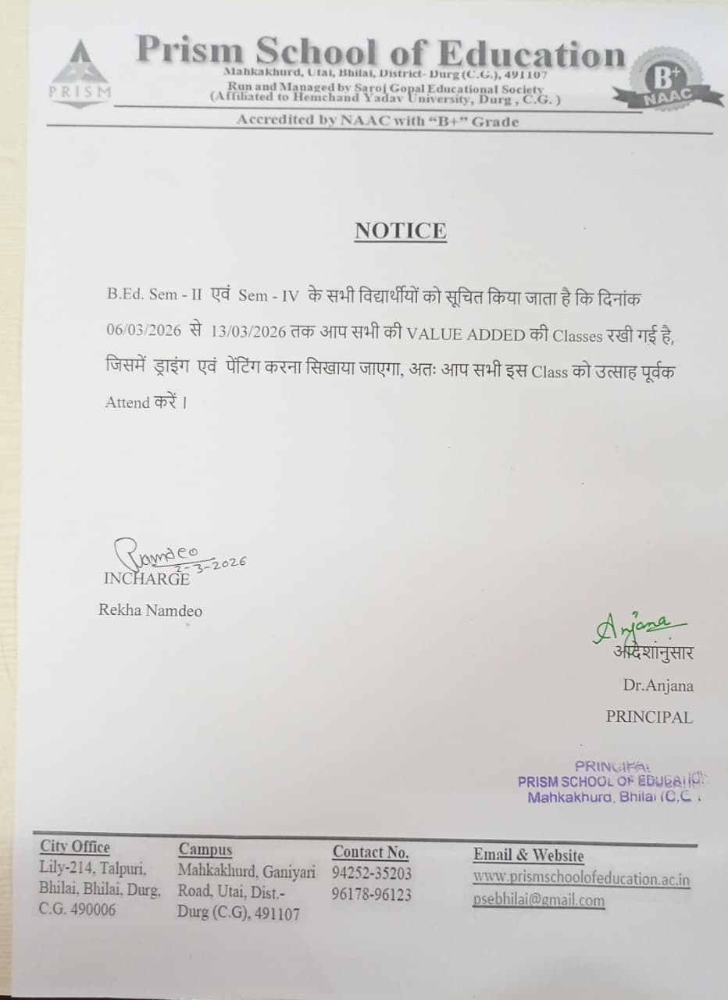 Prism School of Education
PRISM
Mahkakhurd, Utai, Bhilai, District- Durg (C.G.), 491107
Run and Managed by Saroj Gopal Educational Society
(Affiliated to Hemchand Yadav University, Durg , C.G. )
B+
NAAC
Accredited by NAAC with “B+” Grade
NOTICE
B.Ed. Sem - II एवं Sem - IV के सभी विद्यार्थीयों को सूचित किया जाता है कि दिनांक
06/03/2026 से 13/03/2026 तक आप सभी की VALUE ADDED की Classes रखी गई है,
जिसमें ड्राइंग एवं पेंटिंग करना सिखाया जाएगा, अतः आप सभी इस Class को उत्साह पूर्वक
Attend करें ।
Rnamdeo
2-3-2026
INCHARGE
Rekha Namdeo
Anjana
आदेशांनुसार
Dr.Anjana
PRINCIPAL
PRINCIPAL
PRISM SCHOOL OF EDUCATION
Mahkakhurd, Bhilai (C.G.
City Office
Lily-214, Talpuri,
Bhilai, Bhilai, Durg,
C.G. 490006
Campus
Mahkakhurd, Ganiyari
Road, Utai, Dist.-
Durg (C.G), 491107
Contact No.
94252-35203
96178-96123
Email & Website
www.prismschoolofeducation.ac.in
psebhilai@gmail.com